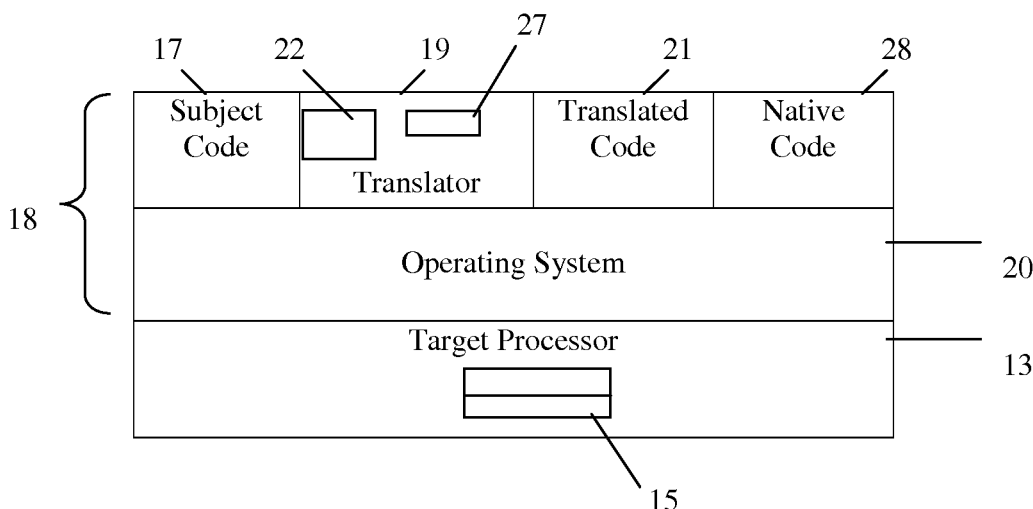 17
22
19
27
21
28
Subject
Code
Translator
Translated
Code
Native
Code
18
Operating System
20
Target Processor
13
15